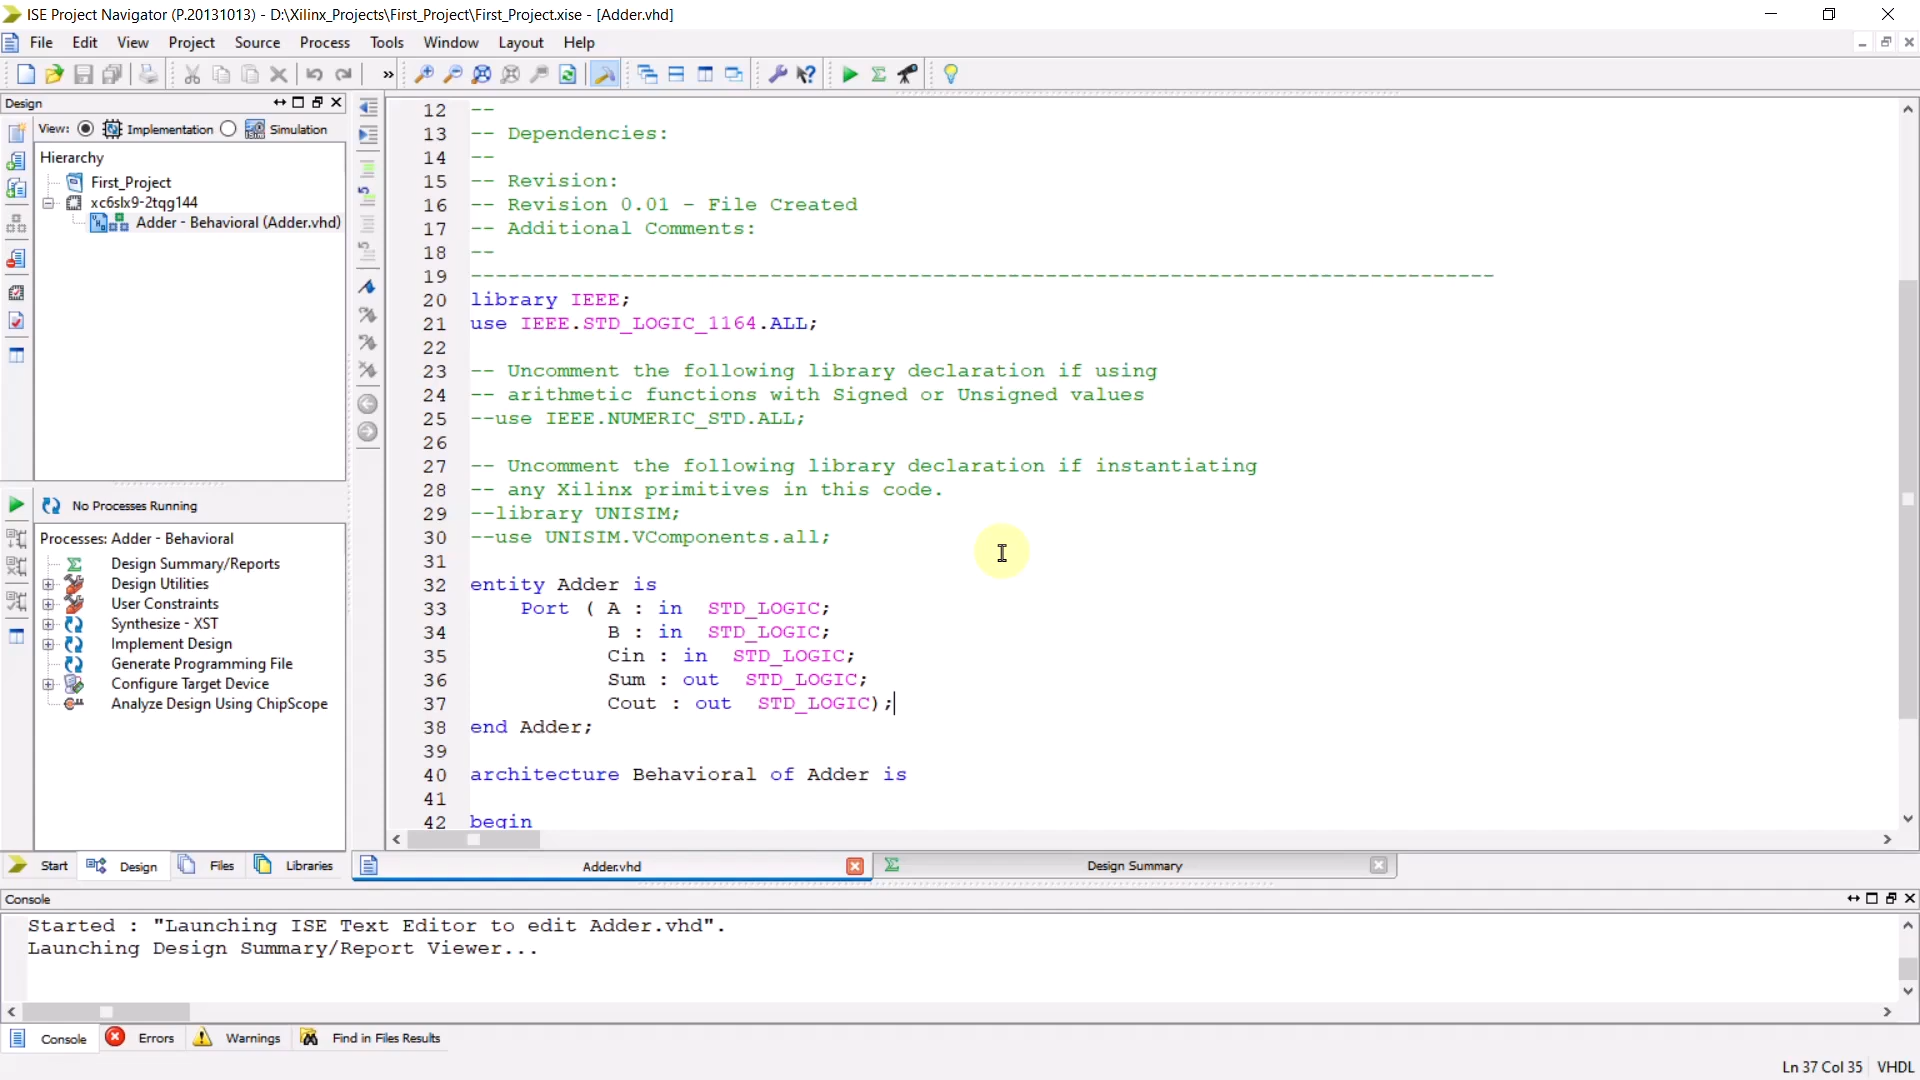 ISE Project Navigator (P.20131013) - D:\Xilinx_Projects\First_Project\First_Project.xise - [Adder.vhd]
File Edit View Project Source Process Tools Window Layout Help
»
Design
View: Implementation Simulation
Hierarchy
First_Project
xc6slx9-2tqg144
Adder - Behavioral (Adder.vhd)
No Processes Running
Processes: Adder - Behavioral
Design Summary/Reports
Design Utilities
User Constraints
Synthesize - XST
Implement Design
Generate Programming File
Configure Target Device
Analyze Design Using ChipScope
Start Design Files Libraries
12 --
13 -- Dependencies:
14 --
15 -- Revision:
16 -- Revision 0.01 - File Created
17 -- Additional Comments:
18 --
19 ----------------------------------------------------------------------------------
20 library IEEE;
21 use IEEE.STD_LOGIC_1164.ALL;
22
23 -- Uncomment the following library declaration if using
24 -- arithmetic functions with Signed or Unsigned values
25 --use IEEE.NUMERIC_STD.ALL;
26
27 -- Uncomment the following library declaration if instantiating
28 -- any Xilinx primitives in this code.
29 --library UNISIM;
30 --use UNISIM.VComponents.all;
31
32 entity Adder is
33     Port ( A : in  STD_LOGIC;
34            B : in  STD_LOGIC;
35            Cin : in  STD_LOGIC;
36            Sum : out  STD_LOGIC;
37            Cout : out  STD_LOGIC);
38 end Adder;
39
40 architecture Behavioral of Adder is
41
42 begin
Adder.vhd Design Summary
Console
Started : "Launching ISE Text Editor to edit Adder.vhd".
Launching Design Summary/Report Viewer...
Console Errors Warnings Find in Files Results
Ln 37 Col 35 VHDL